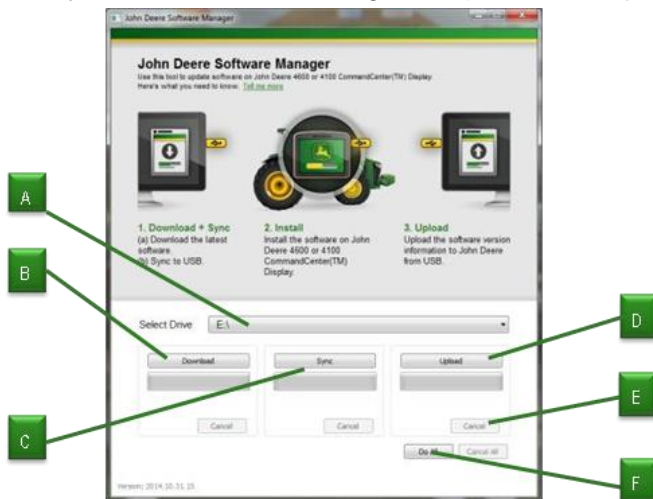 John Deere Software Manager
John Deere Software Manager
Use this tool to update software on John Deere 4600 or 4100 CommandCenter(TM) Display.
Here's what you need to know: Tell me more
A
B
C
D
E
F
1. Download + Sync
(a) Download the latest
software.
(b) Sync to USB.
2. Install
Install the software on John
Deere 4600 or 4100
CommandCenter(TM)
Display.
3. Upload
Upload the software version
information to John Deere
from USB.
Select Drive E:\
Download Sync Upload
Cancel Cancel Cancel
Do All Cancel All
Version: 2014.10.31.15